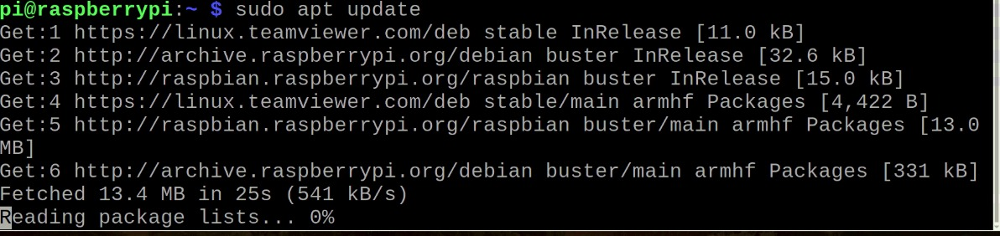 pi@raspberrypi:~ $ sudo apt update
Get:1 https://linux.teamviewer.com/deb stable InRelease [11.0 kB]
Get:2 http://archive.raspberrypi.org/debian buster InRelease [32.6 kB]
Get:3 http://raspbian.raspberrypi.org/raspbian buster InRelease [15.0 kB]
Get:4 https://linux.teamviewer.com/deb stable/main armhf Packages [4,422 B]
Get:5 http://raspbian.raspberrypi.org/raspbian buster/main armhf Packages [13.0
MB]
Get:6 http://archive.raspberrypi.org/debian buster/main armhf Packages [331 kB]
Fetched 13.4 MB in 25s (541 kB/s)
Reading package lists... 0%